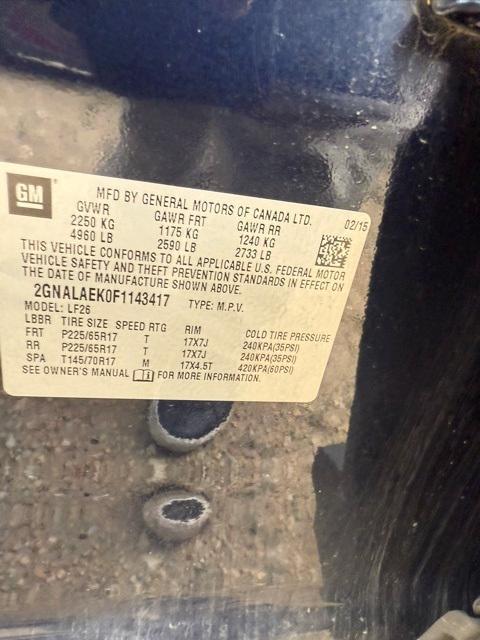 GM MFD BY GENERAL MOTORS OF CANADA LTD. 02/15
GVWR GAWR FRT GAWR RR
2250 KG 1175 KG 1240 KG
4960 LB 2590 LB 2733 LB
THIS VEHICLE CONFORMS TO ALL APPLICABLE U.S. FEDERAL MOTOR
VEHICLE SAFETY AND THEFT PREVENTION STANDARDS IN EFFECT ON
THE DATE OF MANUFACTURE SHOWN ABOVE.
2GNALAEK0F1143417 TYPE: M.P.V.
MODEL: LF26
LBBR TIRE SIZE SPEED RTG RIM COLD TIRE PRESSURE
FRT P225/65R17 T 17X7J 240KPA(35PSI)
RR P225/65R17 T 17X7J 240KPA(35PSI)
SPA T145/70R17 M 17X4.5T 420KPA(60PSI)
SEE OWNER'S MANUAL FOR MORE INFORMATION.